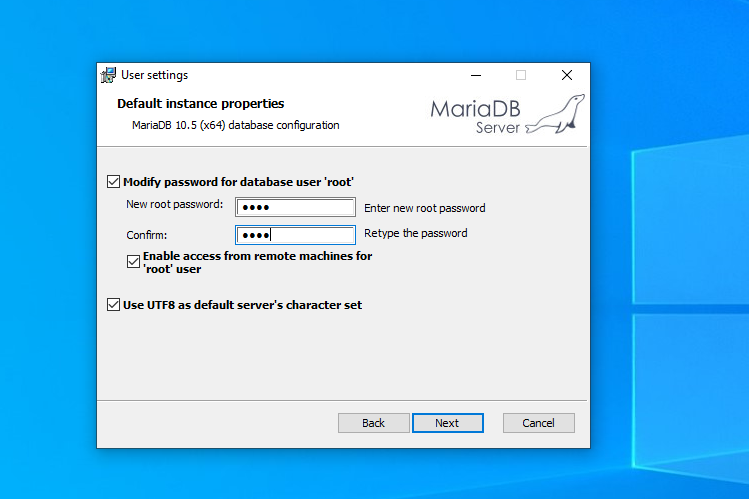 User settings
Default instance properties
MariaDB 10.5 (x64) database configuration
MariaDB
Server
Modify password for database user 'root'
New root password: ●●●● Enter new root password
Confirm: ●●●● Retype the password
Enable access from remote machines for
'root' user
Use UTF8 as default server's character set
Back Next Cancel